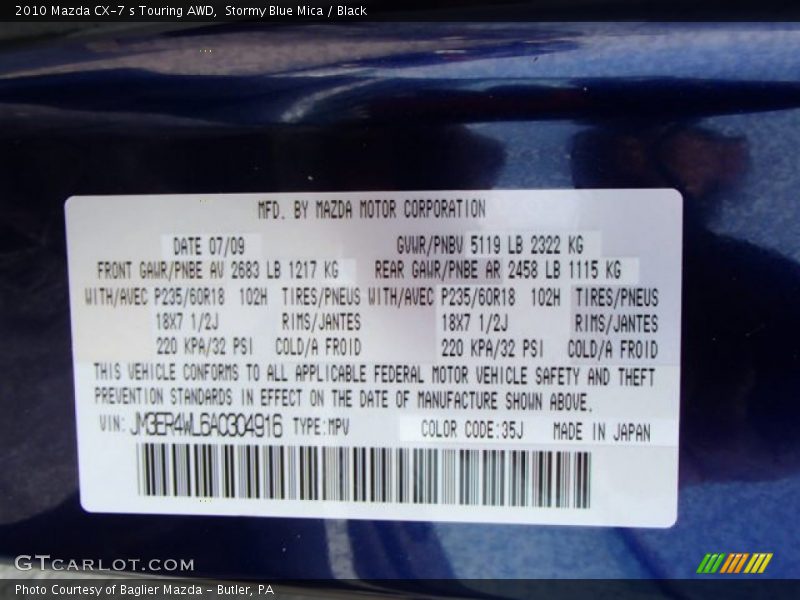 2010 Mazda CX-7 s Touring AWD,  Stormy Blue Mica / Black
MFD. BY MAZDA MOTOR CORPORATION
DATE 07/09 GVWR/PNBV 5119 LB 2322 KG
FRONT GAWR/PNBE AV 2683 LB 1217 KG REAR GAWR/PNBE AR 2458 LB 1115 KG
WITH/AVEC P235/60R18 102H TIRES/PNEUS WITH/AVEC P235/60R18 102H TIRES/PNEUS
18X7 1/2J RIMS/JANTES 18X7 1/2J RIMS/JANTES
220 KPA/32 PSI COLD/A FROID 220 KPA/32 PSI COLD/A FROID
THIS VEHICLE CONFORMS TO ALL APPLICABLE FEDERAL MOTOR VEHICLE SAFETY AND THEFT
PREVENTION STANDARDS IN EFFECT ON THE DATE OF MANUFACTURE SHOWN ABOVE.
VIN: JM3ER4WL6A0304916 TYPE:MPV COLOR CODE:35J MADE IN JAPAN
GTCARLOT.COM
Photo Courtesy of Baglier Mazda - Butler, PA